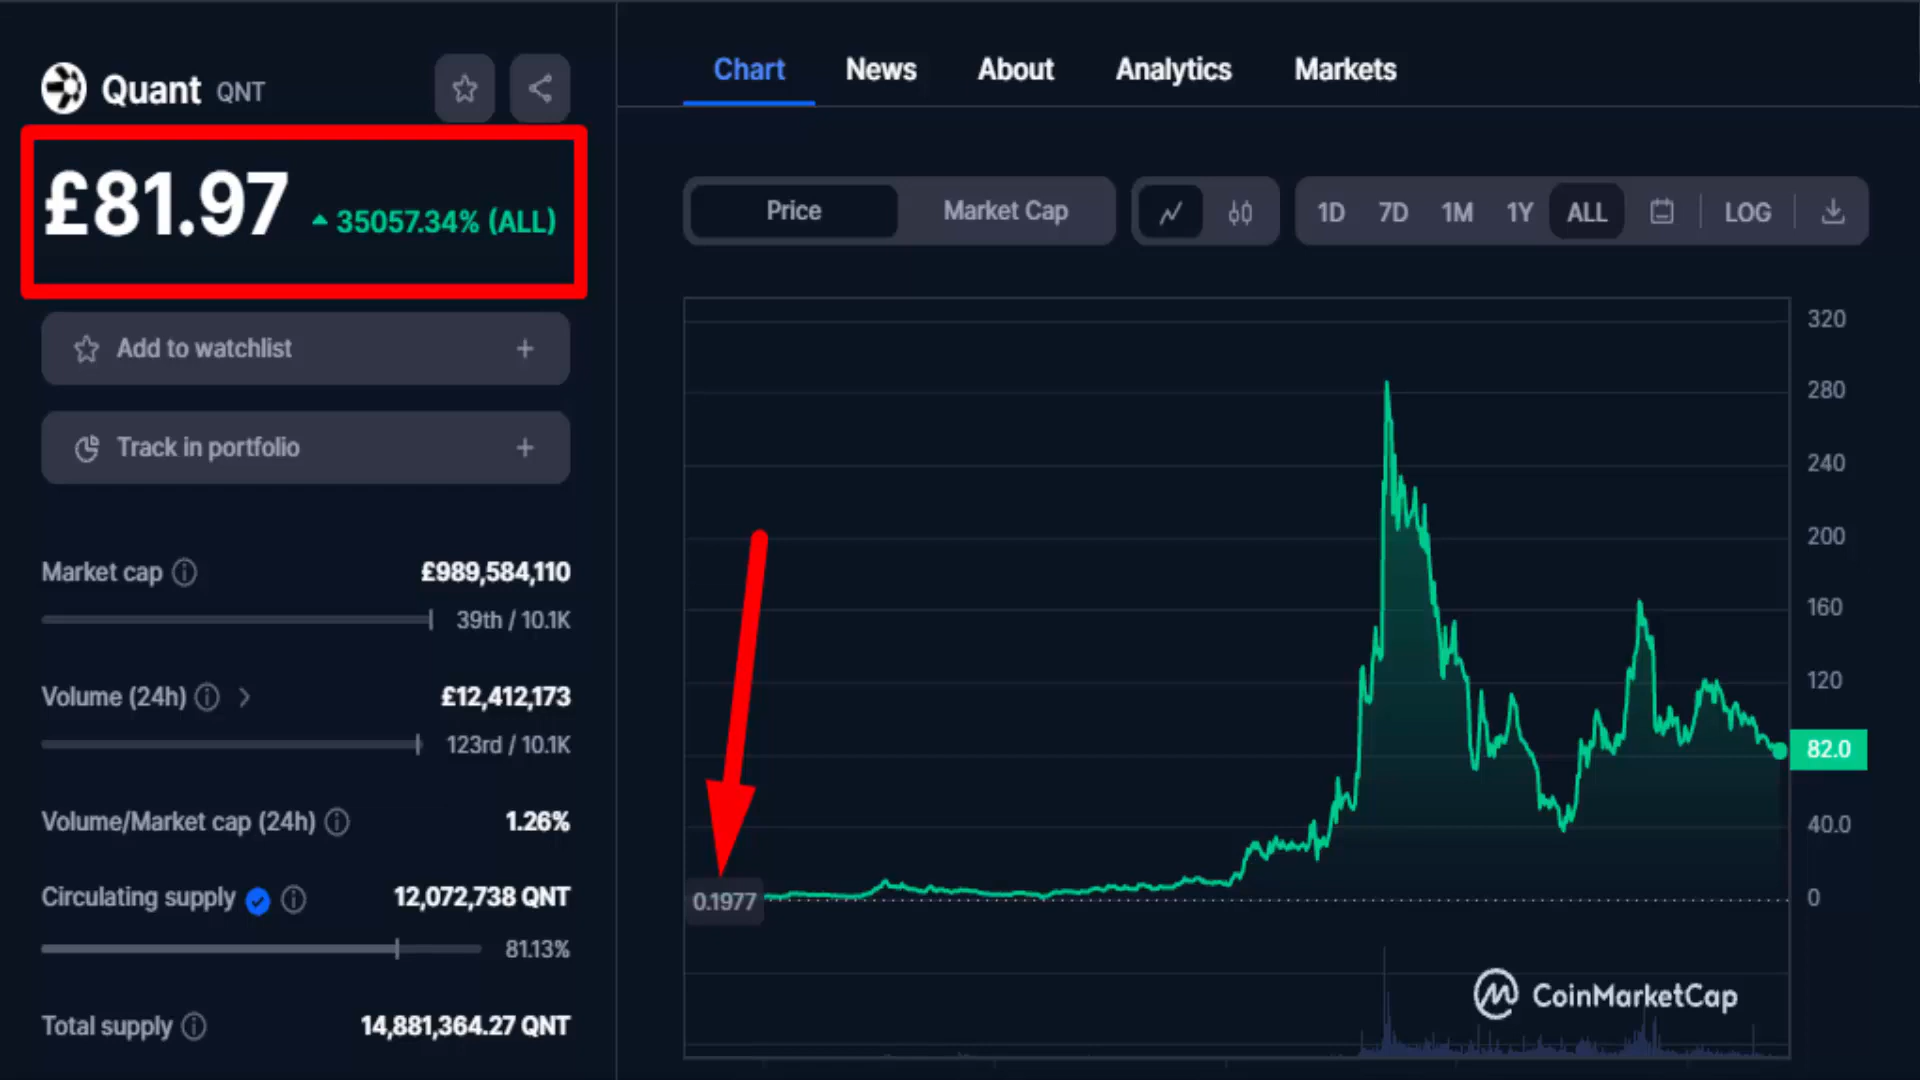 Quant QNT
£81.97 35057.34% (ALL)
Add to watchlist +
Track in portfolio +
Market cap £989,584,110
39th / 10.1K
Volume (24h) £12,412,173
123rd / 10.1K
Volume/Market cap (24h) 1.26%
Circulating supply 12,072,738 QNT
81.13%
Total supply 14,881,364.27 QNT
Chart News About Analytics Markets
Price Market Cap 1D 7D 1M 1Y ALL LOG
320
280
240
200
160
120
82.0
40.0
0.1977 0
CoinMarketCap